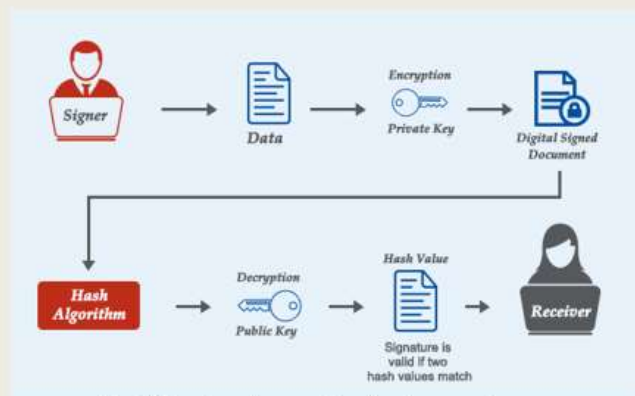 Signer
Data
Encryption
Private Key
Digital Signed
Document
Hash
Algorithm
Decryption
Public Key
Hash Value
Signature is
valid if two
hash values match
Receiver